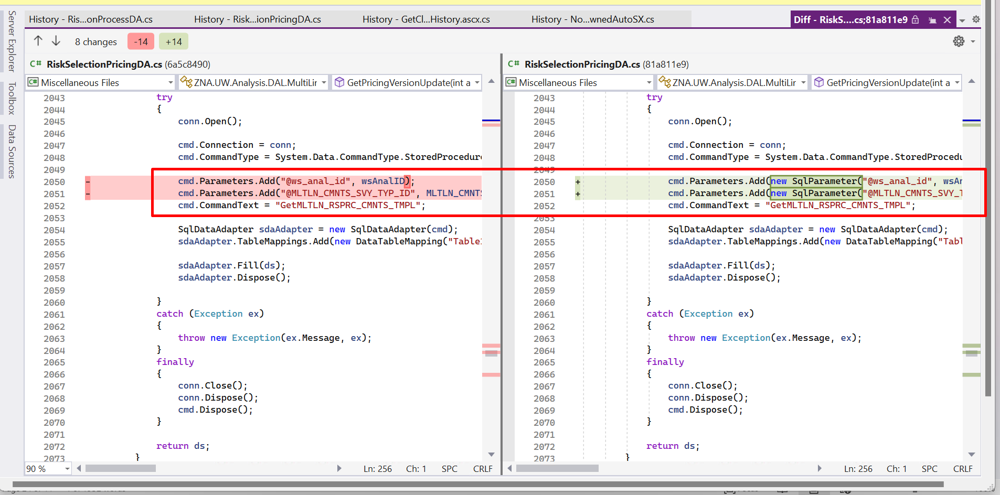 Server Explorer
Toolbox
Data Sources
History - Ris...onProcessDA.cs
History - Risk...ionPricingDA.cs
History - GetCl...History.ascx.cs
History - No...wnedAutoSX.cs
Diff - RiskS....cs;81a811e9
8 changes
-14
+14
C# RiskSelectionPricingDA.cs (6a5c8490)
C# Miscellaneous Files
ZNA.UW.Analysis.DAL.MultiLir
GetPricingVersionUpdate(int a
2043 try
2044 {
2045 conn.Open();
2046
2047 cmd.Connection = conn;
2048 cmd.CommandType = System.Data.CommandType.StoredProcedure
2049
2050 - cmd.Parameters.Add("@ws_anal_id", wsAnalID);
2051 - cmd.Parameters.Add("@MLTLN_CMNTS_SVY_TYP_ID", MLTLN_CMNTS
2052 cmd.CommandText = "GetMLTLN_RSPRC_CMNTS_TMPL";
2053
2054 SqlDataAdapter sdaAdapter = new SqlDataAdapter(cmd);
2055 sdaAdapter.TableMappings.Add(new DataTableMapping("Table
2056
2057 sdaAdapter.Fill(ds);
2058 sdaAdapter.Dispose();
2059
2060 }
2061 catch (Exception ex)
2062 {
2063 throw new Exception(ex.Message, ex);
2064 }
2065 finally
2066 {
2067 conn.Close();
2068 conn.Dispose();
2069 cmd.Dispose();
2070 }
2071
2072 return ds;
2073 }
90 %
Ln: 256 Ch: 1 SPC CRLF
C# RiskSelectionPricingDA.cs (81a811e9)
C# Miscellaneous Files
ZNA.UW.Analysis.DAL.MultiLir
GetPricingVersionUpdate(int a
2043 try
2044 {
2045 conn.Open();
2046
2047 cmd.Connection = conn;
2048 cmd.CommandType = System.Data.CommandType.StoredProcedu
2049
2050 + cmd.Parameters.Add(new SqlParameter("@ws_anal_id", wsAn
2051 + cmd.Parameters.Add(new SqlParameter("@MLTLN_CMNTS_SVY_T
2052 cmd.CommandText = "GetMLTLN_RSPRC_CMNTS_TMPL";
2053
2054 SqlDataAdapter sdaAdapter = new SqlDataAdapter(cmd);
2055 sdaAdapter.TableMappings.Add(new DataTableMapping("Tabl
2056
2057 sdaAdapter.Fill(ds);
2058 sdaAdapter.Dispose();
2059
2060 }
2061 catch (Exception ex)
2062 {
2063 throw new Exception(ex.Message, ex);
2064 }
2065 finally
2066 {
2067 conn.Close();
2068 conn.Dispose();
2069 cmd.Dispose();
2070 }
2071
2072 return ds;
2073 }
Ln: 256 Ch: 1 SPC CRLF